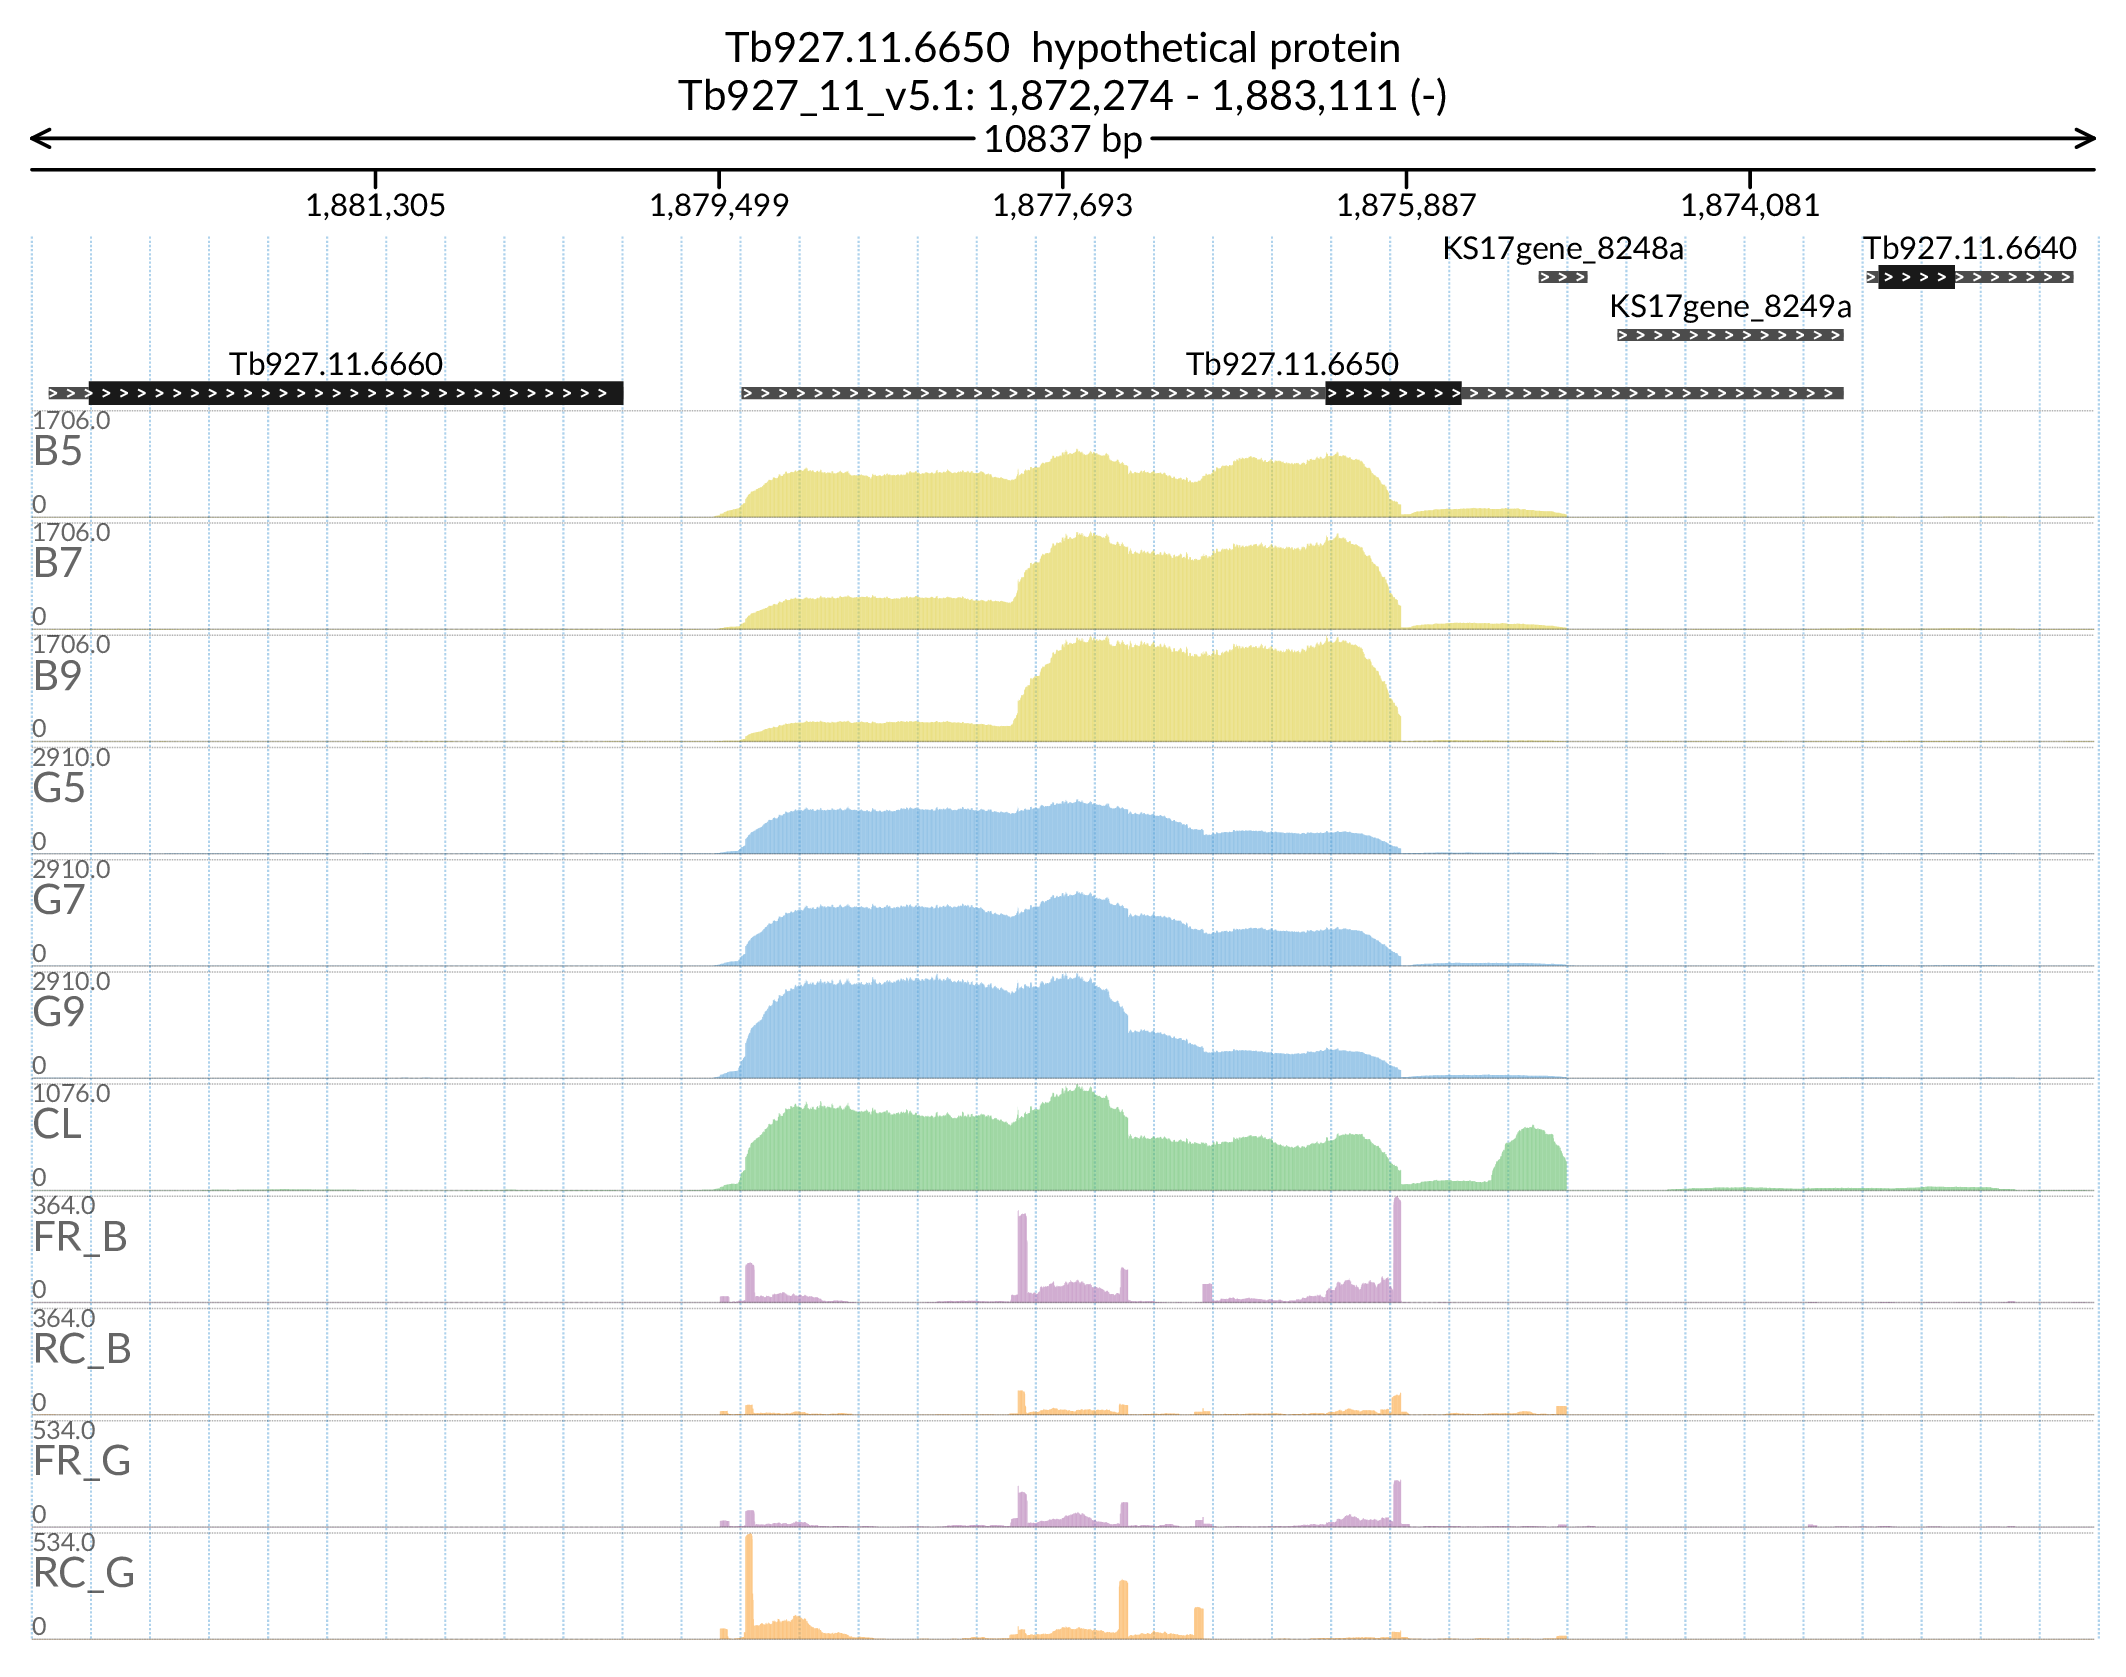 Tb927.11.6650 hypothetical protein
Tb927_11_v5.1: 1,872,274 - 1,883,111 (-)
10837 bp
1,881,305 1,879,499 1,877,693 1,875,887 1,874,081
KS17gene_8248a Tb927.11.6640
KS17gene_8249a
Tb927.11.6660 Tb927.11.6650
1706.0
B5
0
1706.0
B7
0
1706.0
B9
0
2910.0
G5
0
2910.0
G7
0
2910.0
G9
0
1076.0
CL
0
364.0
FR_B
0
364.0
RC_B
0
534.0
FR_G
0
534.0
RC_G
0